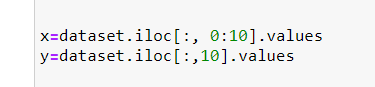 x=dataset.iloc[:, 0:10].values
y=dataset.iloc[:,10].values